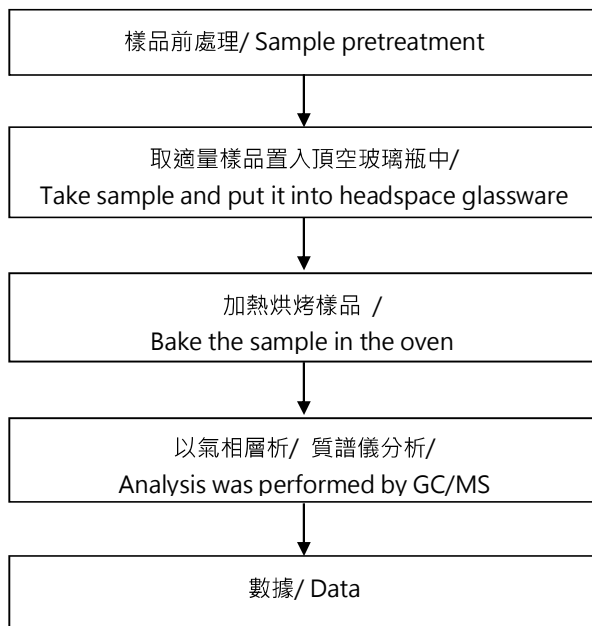 樣品前處理/ Sample pretreatment
取適量樣品置入頂空玻璃瓶中/
Take sample and put it into headspace glassware
加熱烘烤樣品 /
Bake the sample in the oven
以氣相層析/ 質譜儀分析/
Analysis was performed by GC/MS
數據/ Data